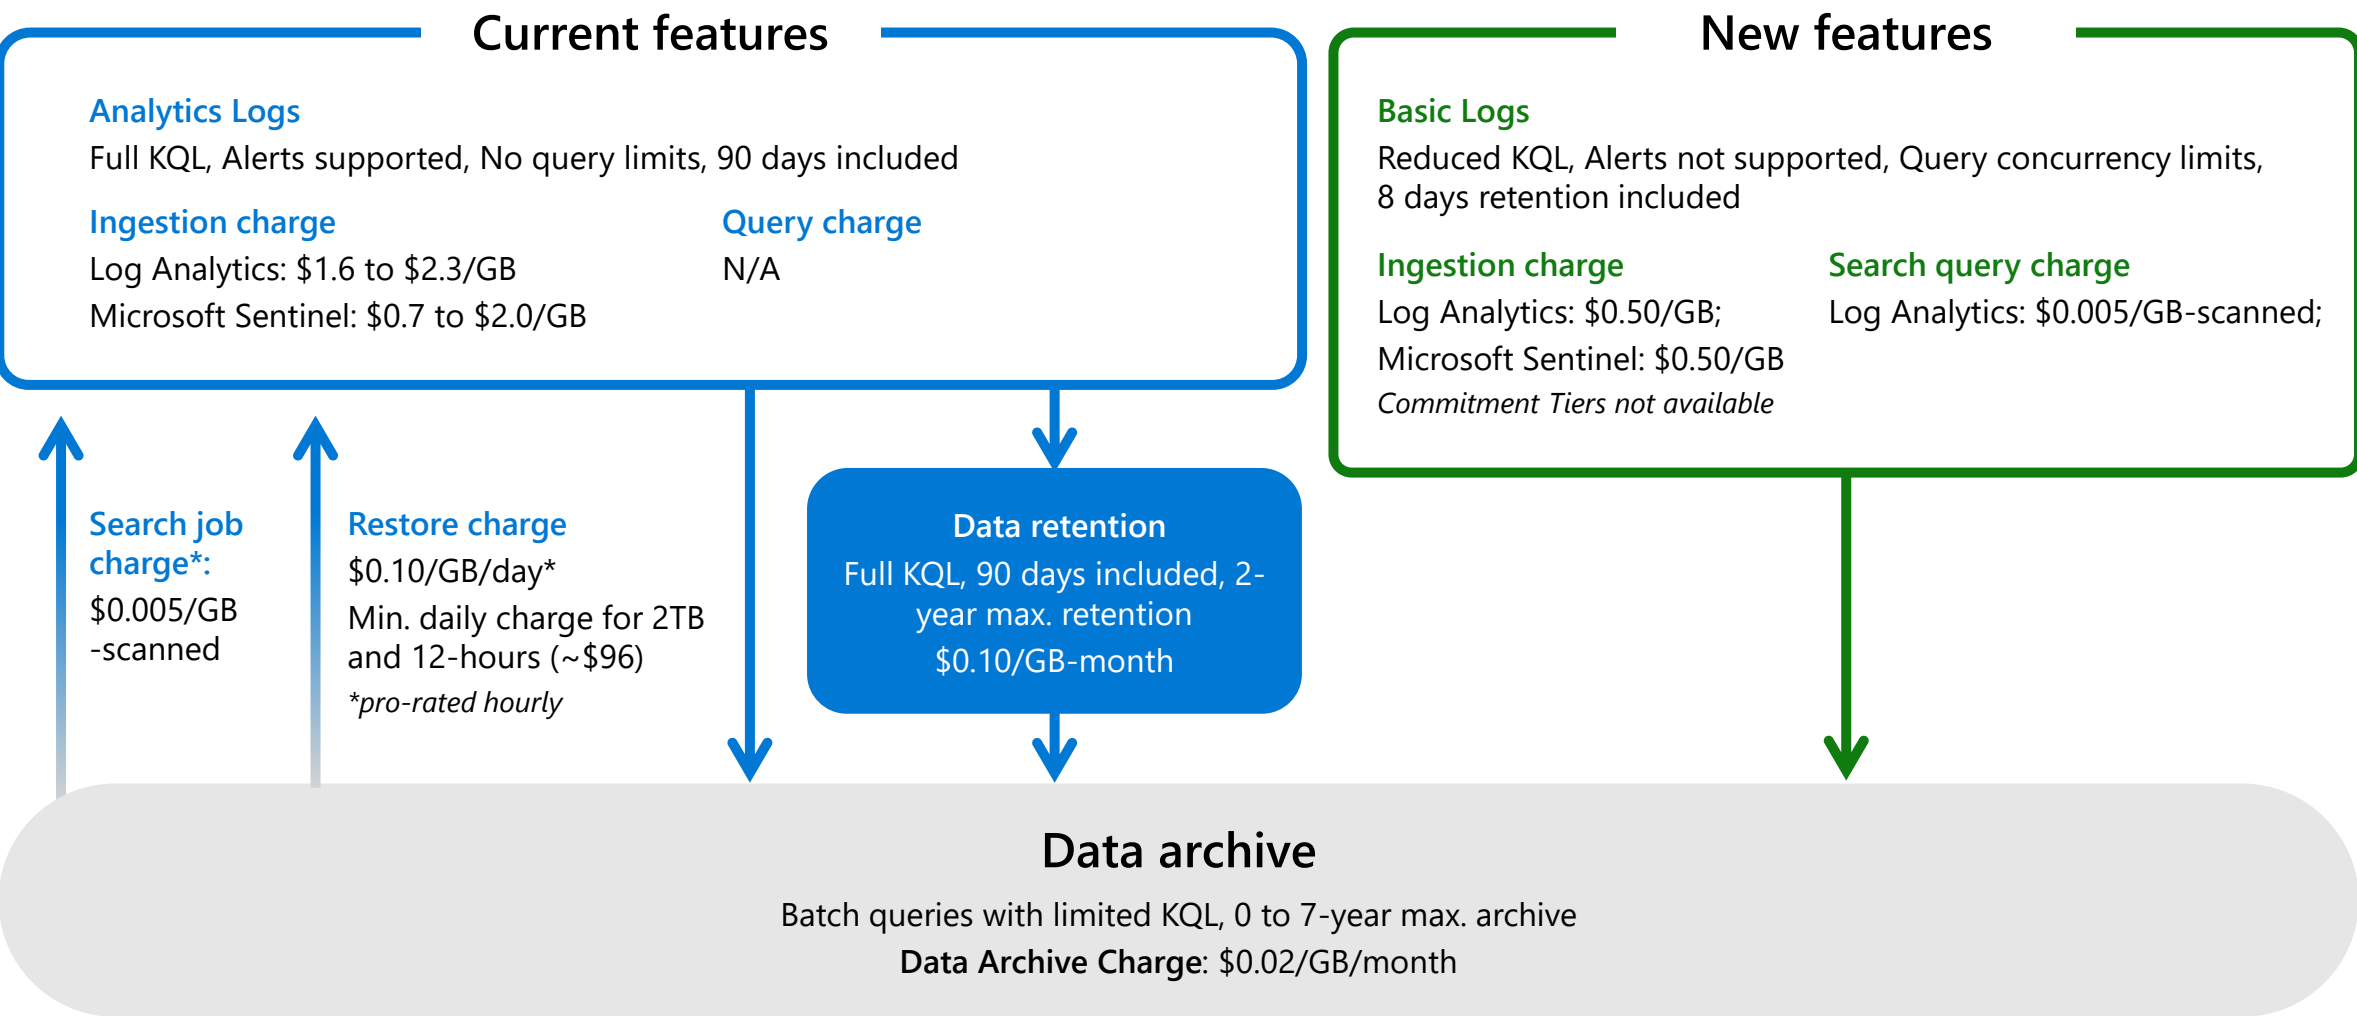 Current features
Analytics Logs
Full KQL, Alerts supported, No query limits, 90 days included
Ingestion charge
Log Analytics: $1.6 to $2.3/GB
Microsoft Sentinel: $0.7 to $2.0/GB
Query charge
N/A
New features
Basic Logs
Reduced KQL, Alerts not supported, Query concurrency limits,
8 days retention included
Ingestion charge
Log Analytics: $0.50/GB;
Microsoft Sentinel: $0.50/GB
Commitment Tiers not available
Search query charge
Log Analytics: $0.005/GB-scanned;
Search job
charge*:
$0.005/GB
-scanned
Restore charge
$0.10/GB/day*
Min. daily charge for 2TB
and 12-hours (~$96)
*pro-rated hourly
Data retention
Full KQL, 90 days included, 2-
year max. retention
$0.10/GB-month
Data archive
Batch queries with limited KQL, 0 to 7-year max. archive
Data Archive Charge: $0.02/GB/month